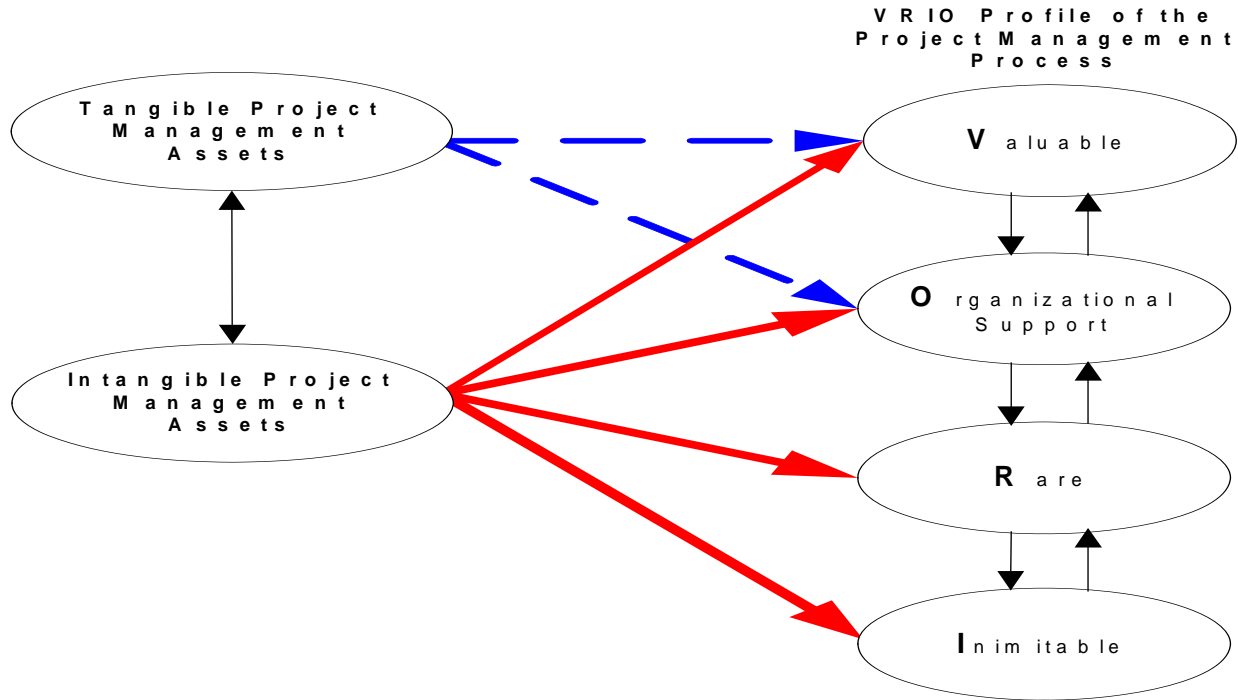 VRIO Profile of the
Project Management
Process
Tangible Project
Management
Assets
Valuable
Organizational
Support
Intangible Project
Management
Assets
Rare
Inimitable